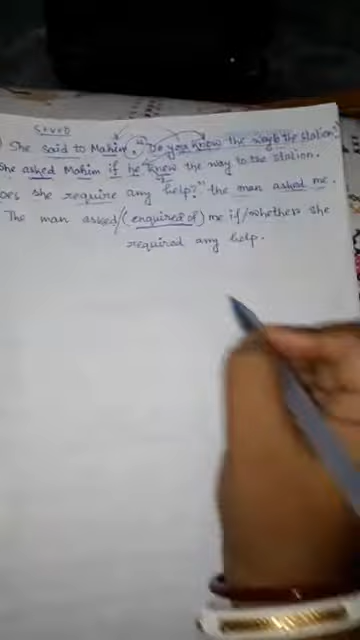 Solved
She said to Mahim, "Do you know the way to the station?"
She asked Mahim if he knew the way to the station.
Does she require any help?" the man asked me.
The man asked/(enquired of) me if/whether she
required any help.